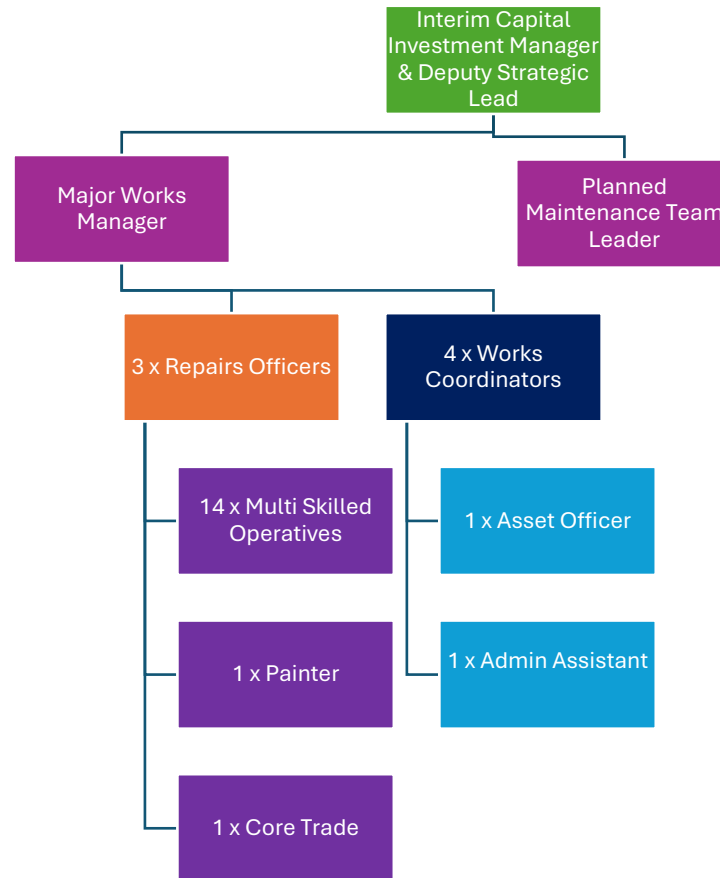 Interim Capital
Investment Manager
& Deputy Strategic
Lead
Major Works
Manager
Planned
Maintenance Team
Leader
3 x Repairs Officers
4 x Works
Coordinators
14 x Multi Skilled
Operatives
1 x Asset Officer
1 x Painter
1 x Admin Assistant
1 x Core Trade